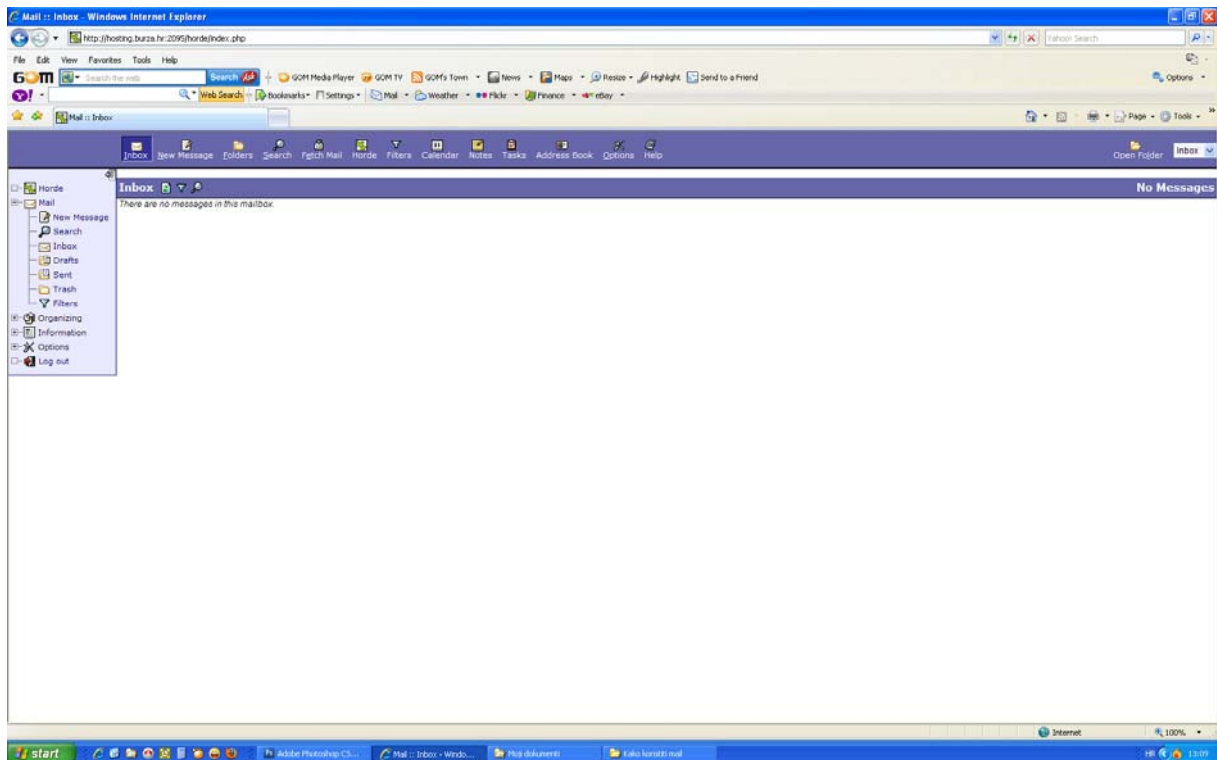 Mail :: Inbox - Windows Internet Explorer
http://hosting.burza.hr:2095/horde/index.php
Yahoo! Search
File Edit View Favorites Tools Help
GOM Search the web Search GOM Media Player GOM TV GOM's Town News Maps Resize Highlight Send to a Friend Options
Y! Web Search Bookmarks Settings Mail Weather Flickr Finance eBay
Mail :: Inbox Page Tools
Inbox New Message Folders Search Fetch Mail Horde Filters Calendar Notes Tasks Address Book Options Help Open Folder Inbox
Horde
Inbox No Messages
Mail
There are no messages in this mailbox.
New Message
Search
Inbox
Drafts
Sent
Trash
Filters
Organizing
Information
Options
Log out
Internet 100%
start Adobe Photoshop CS... Mail :: Inbox - Windo... Moji dokumenti Kako koristiti mail HR 13:09